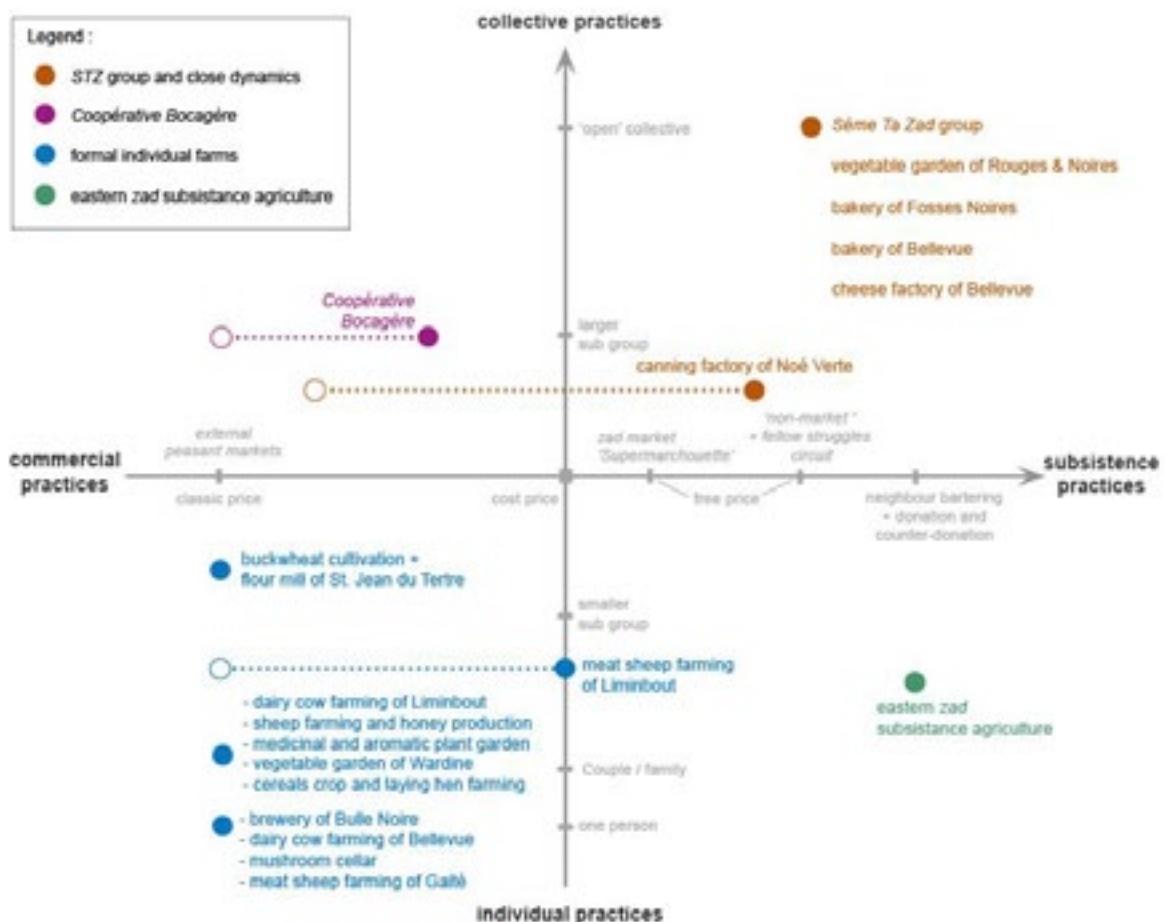 collective practices
Legend :
STZ group and close dynamics
Coopérative Bocagére
formal individual farms
eastern zad subsistance agriculture
'open' collective
Séme Ta Zad group
vegetable garden of Rouges & Noires
bakery of Fosses Noires
bakery of Bellevue
cheese factory of Bellevue
Coopérative
Bocagére
larger
sub group
canning factory of Noé Verte
external
peasant markets
zad market
'Supermarchouette'
'non-market "
+ fellow struggles
circuit
commercial
practices
subsistence
practices
classic price
cost price
free price
neighbour bartering
+ donation and
counter-donation
buckwheat cultivation +
flour mill of St. Jean du Tertre
smaller
sub group
meat sheep farming
of Liminbout
- dairy cow farming of Liminbout
- sheep farming and honey production
- medicinal and aromatic plant garden
- vegetable garden of Wardine
- cereals crop and laying hen farming
eastern zad
subsistance agriculture
Couple / family
- brewery of Bulle Noire
- dairy cow farming of Bellevue
- mushroom cellar
- meat sheep farming of Gaité
one person
individual practices